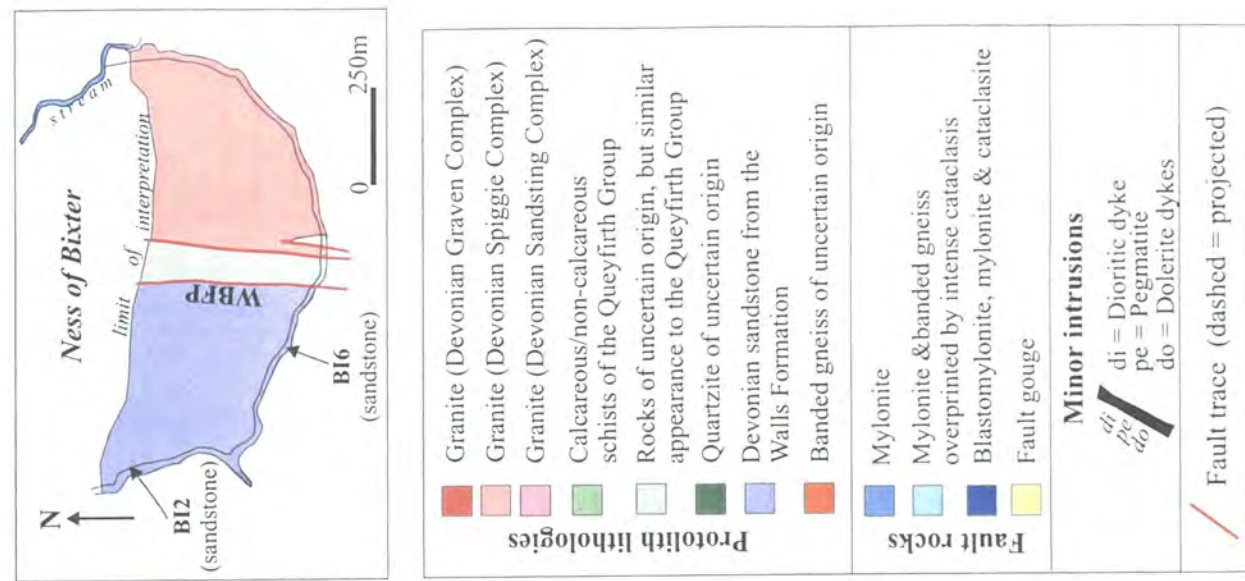 Ness of Bixter
stream
limit of interpretation
N
WBFP
BI2
(sandstone)
BI6
(sandstone)
0 250m
Protolith lithologies
Granite (Devonian Graven Complex)
Granite (Devonian Spiggie Complex)
Granite (Devonian Sandsting Complex)
Calcareous/non-calcareous
schists of the Queyfirth Group
Rocks of uncertain origin, but similar
appearance to the Queyfirth Group
Quartzite of uncertain origin
Devonian sandstone from the
Walls Formation
Banded gneiss of uncertain origin
Fault rocks
Mylonite
Mylonite &banded gneiss
overprinted by intense cataclasis
Blastomylonite, mylonite & cataclasite
Fault gouge
Minor intrusions
di
pe
do
di = Dioritic dyke
pe = Pegmatite
do = Dolerite dykes
Fault trace (dashed = projected)